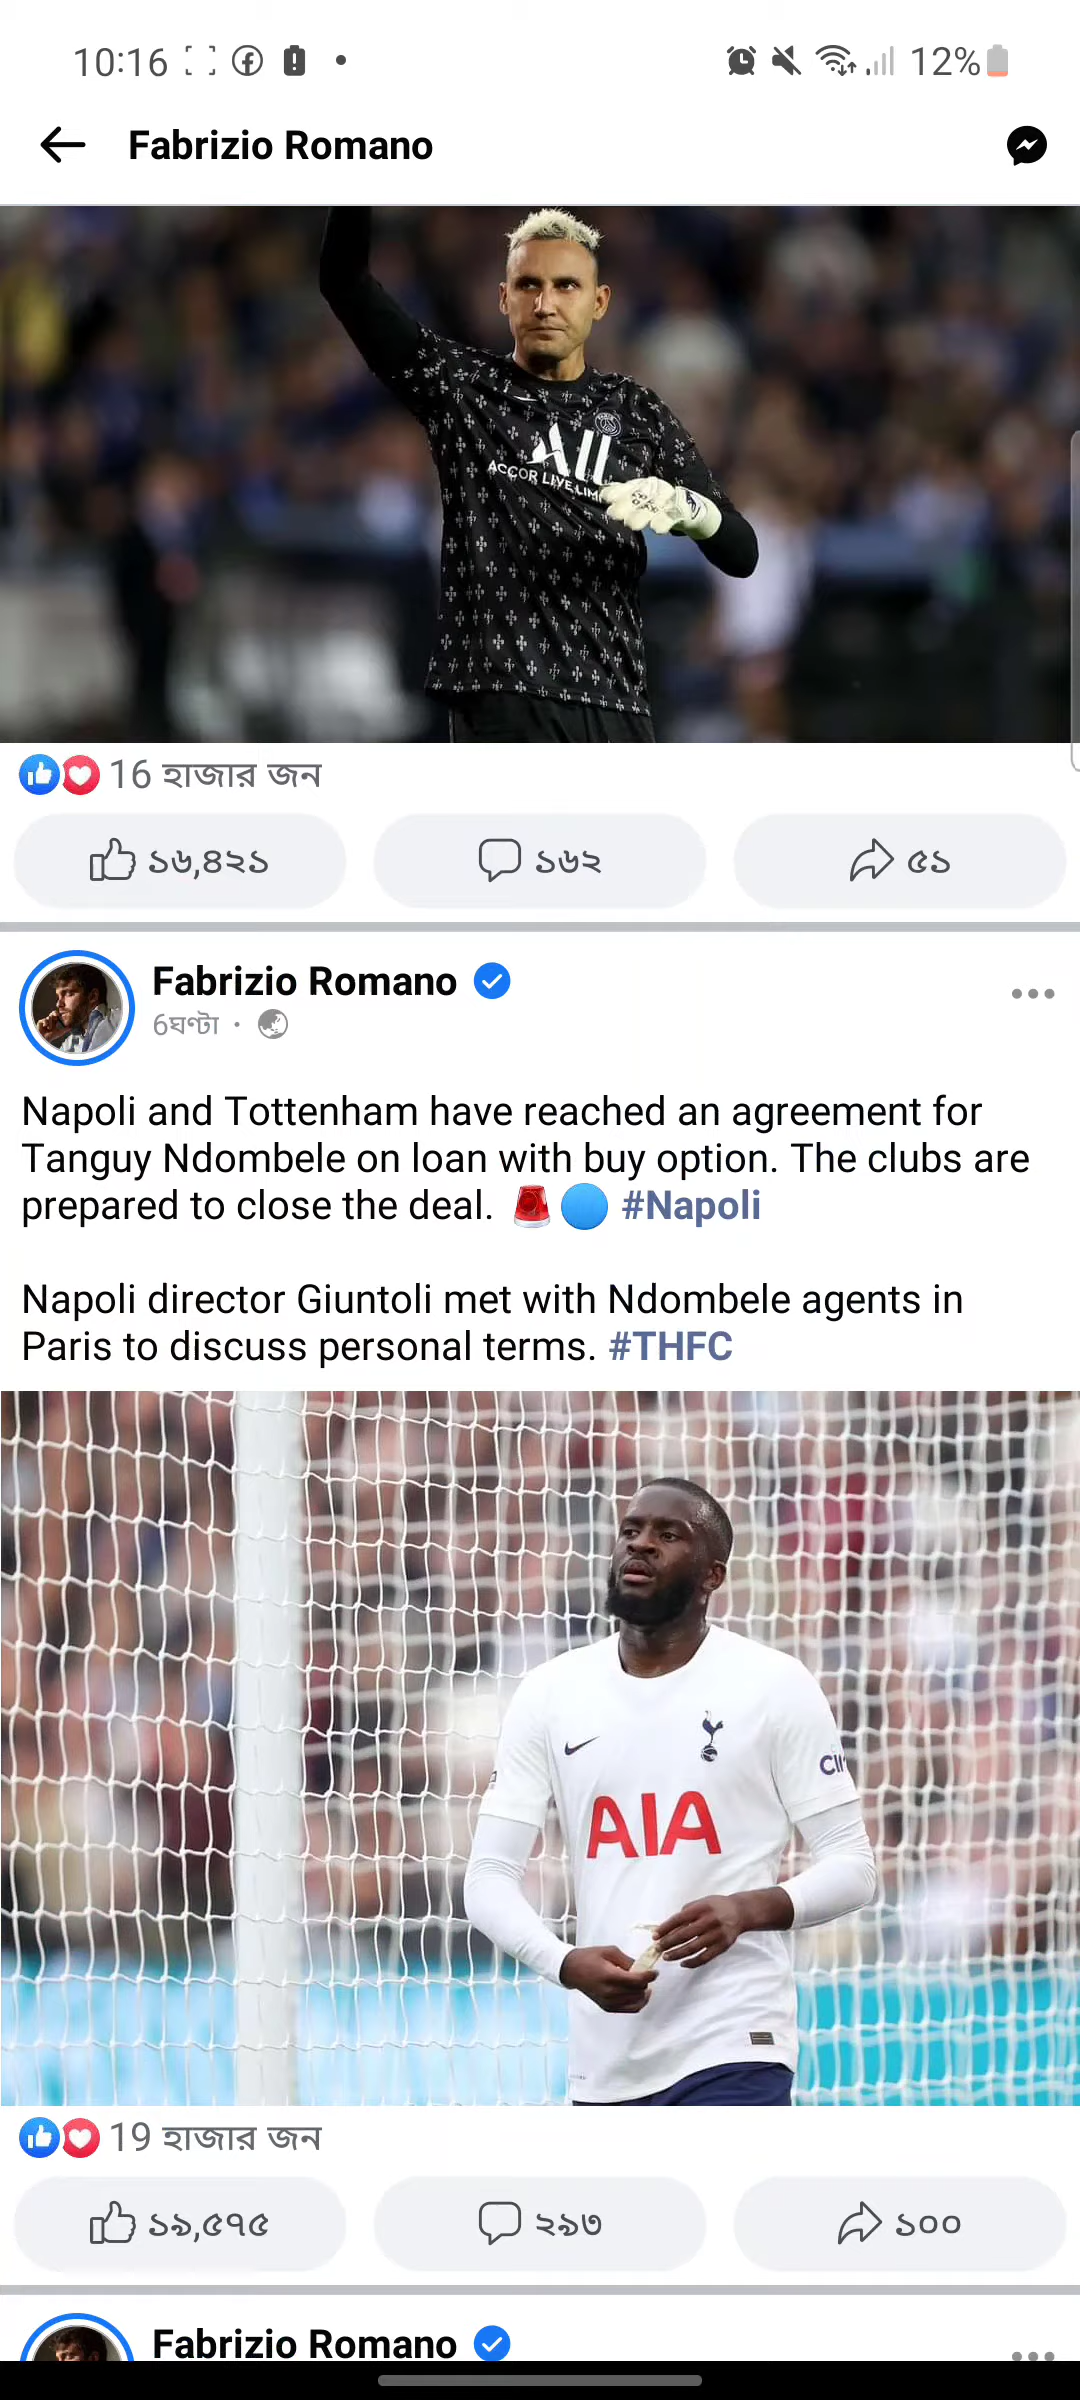 10:16
12%
Fabrizio Romano
ALL
ACCOR LIVE LIM
16 হাজার জন
১৬,৪২১
১৬২
৫১
Fabrizio Romano
6ঘণ্টা ·
Napoli and Tottenham have reached an agreement for
Tanguy Ndombele on loan with buy option. The clubs are
prepared to close the deal. #Napoli
Napoli director Giuntoli met with Ndombele agents in
Paris to discuss personal terms. #THFC
AIA
19 হাজার জন
১৯,৫৭৫
২৯৩
১০০
Fabrizio Romano